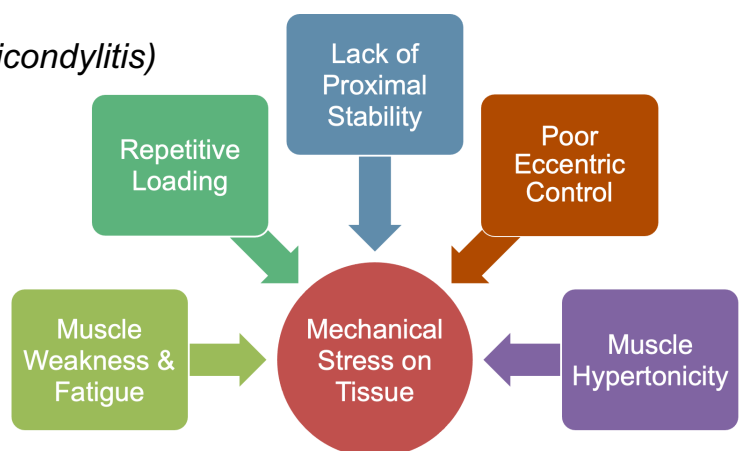 icondylitis)
Lack of
Proximal
Stability
Repetitive
Loading
Poor
Eccentric
Control
Muscle
Weakness &
Fatigue
Mechanical
Stress on
Tissue
Muscle
Hypertonicity